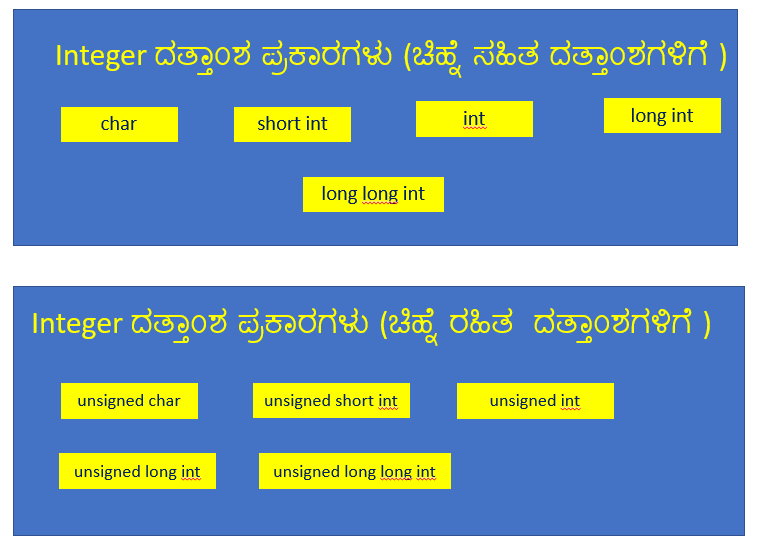 Integer ದತ್ತಾಂಶ ಪ್ರಕಾರಗಳು (ಚಿಹ್ನೆ ಸಹಿತ ದತ್ತಾಂಶಗಳಿಗೆ )
char short int int long int
long long int
Integer ದತ್ತಾಂಶ ಪ್ರಕಾರಗಳು (ಚಿಹ್ನೆ ರಹಿತ ದತ್ತಾಂಶಗಳಿಗೆ )
unsigned char unsigned short int unsigned int
unsigned long int unsigned long long int